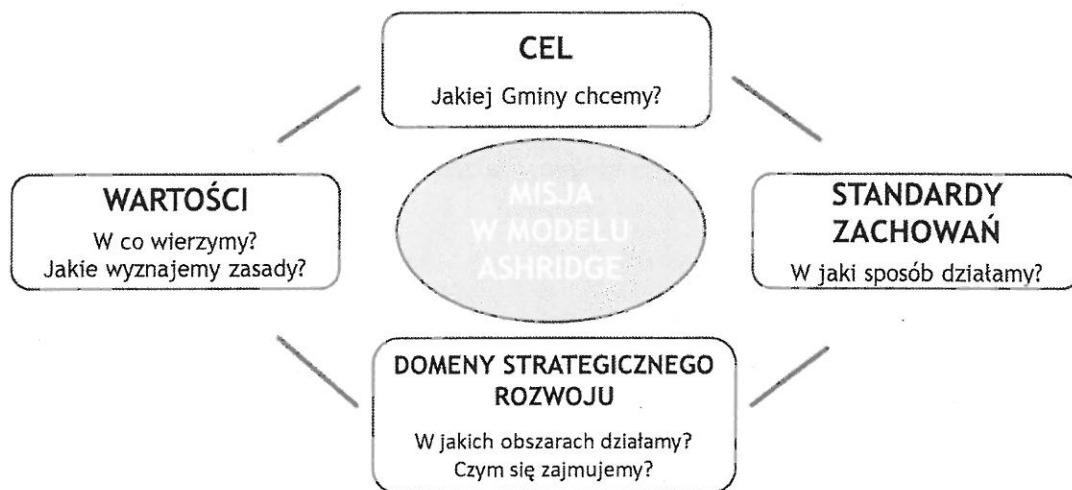 CEL
Jakiej Gminy chcemy?
WARTOŚCI
W co wierzymy?
Jakie wyznajemy zasady?
MISJA
W MODELU
ASHRIDGE
STANDARDY
ZACHOWAŃ
W jaki sposób działamy?
DOMENY STRATEGICZNEGO
ROZWOJU
W jakich obszarach działamy?
Czym się zajmujemy?